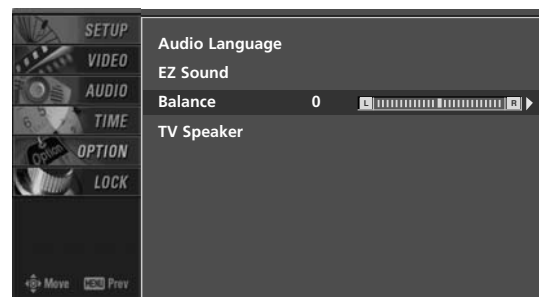 SETUP
VIDEO
AUDIO
TIME
OPTION
LOCK
Move MENU Prev
Audio Language
EZ Sound
Balance 0 L R
TV Speaker